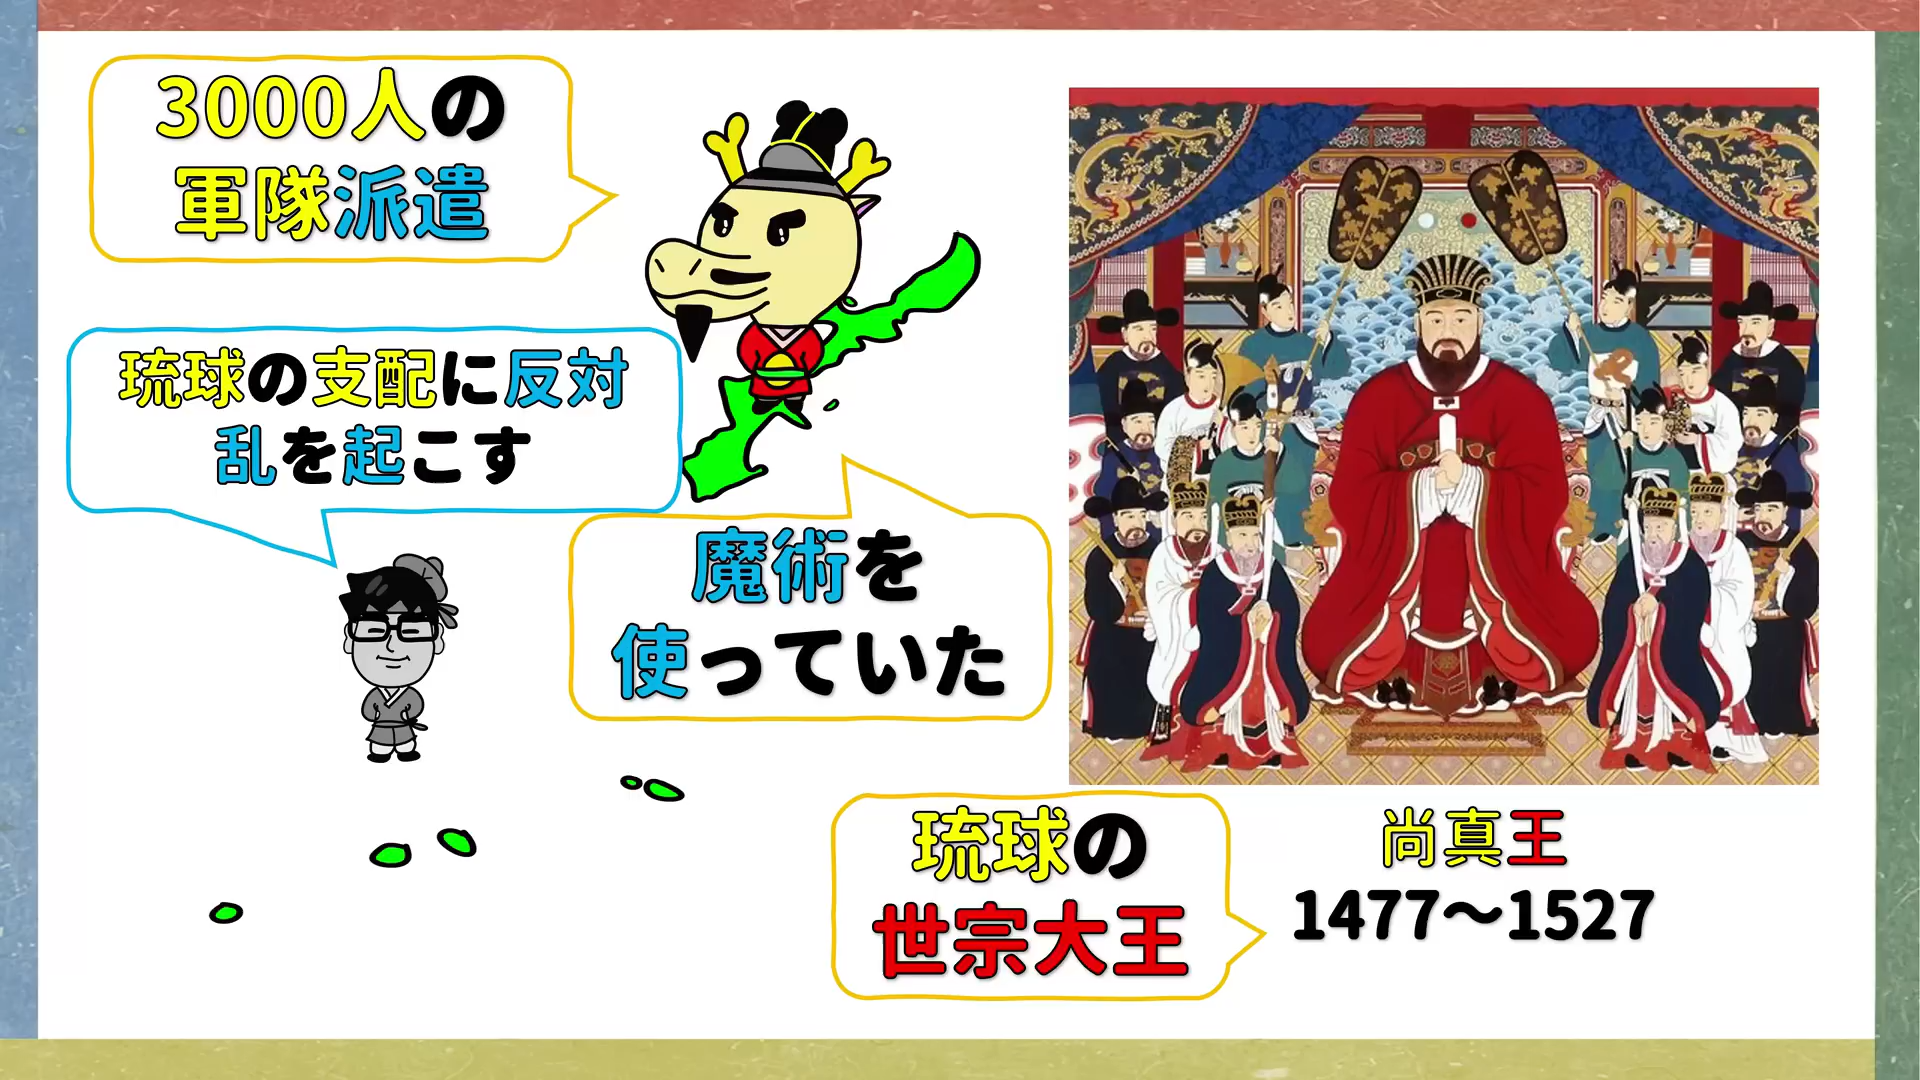 3000人の
軍隊派遣
琉球の支配に反対
乱を起こす
魔術を
使っていた
琉球の
世宗大王
尚真王
1477〜1527